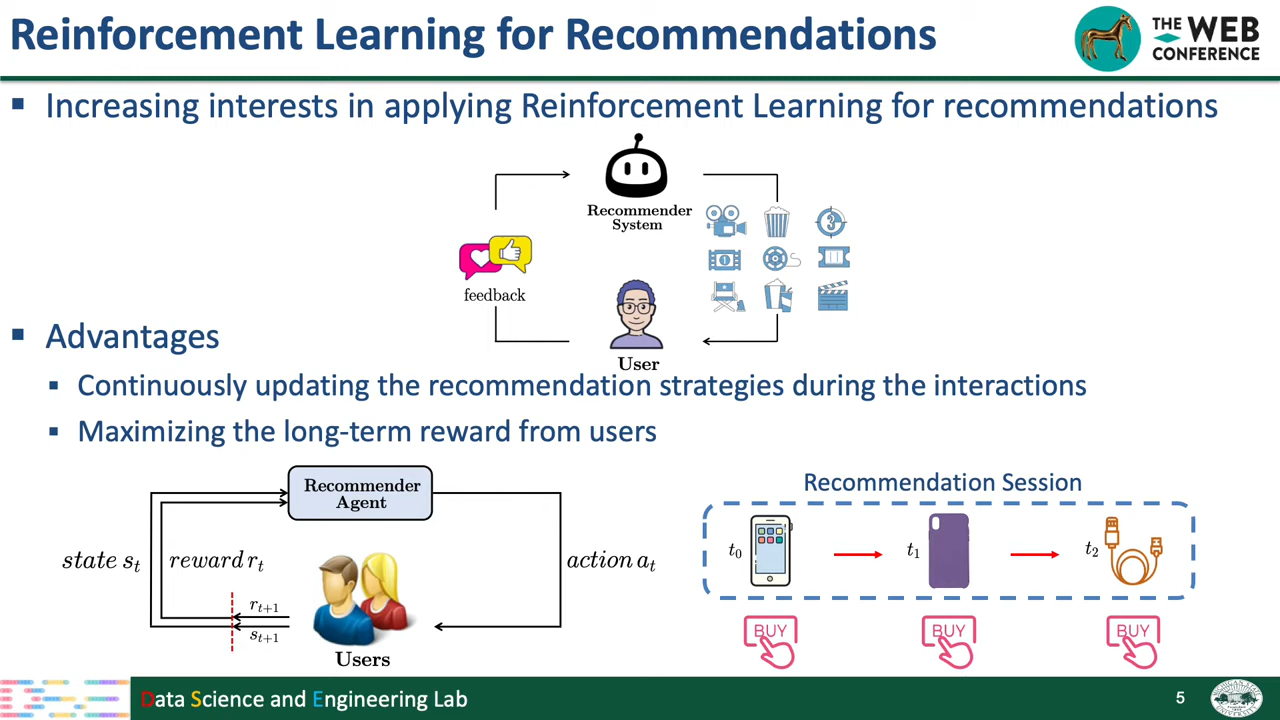 Reinforcement Learning for Recommendations
THE WEB
CONFERENCE
▪ Increasing interests in applying Reinforcement Learning for recommendations
Recommender
System
3
1
feedback
User
▪ Advantages
▪ Continuously updating the recommendation strategies during the interactions
▪ Maximizing the long-term reward from users
Recommender
Agent
state s_t
reward r_t
action a_t
r_{t+1}
s_{t+1}
Users
Recommendation Session
t_0
t_1
t_2
BUY
BUY
BUY
Data Science and Engineering Lab
5